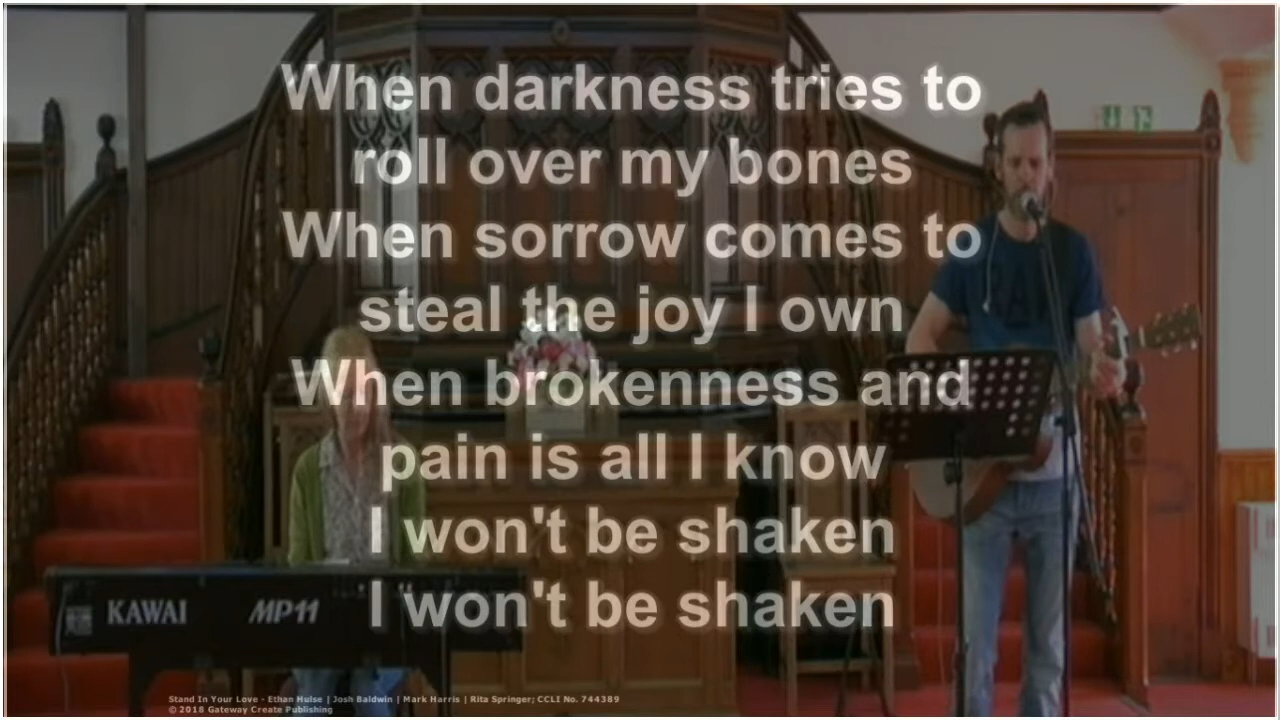 When darkness tries to
roll over my bones
When sorrow comes to
steal the joy I own
When brokenness and
pain is all I know
I won't be shaken
I won't be shaken
KAWAI MP11
Stand In Your Love - Ethan Hulse | Josh Baldwin | Mark Harris | Rita Springer; CCLI No. 744389
© 2018 Gateway Create Publishing